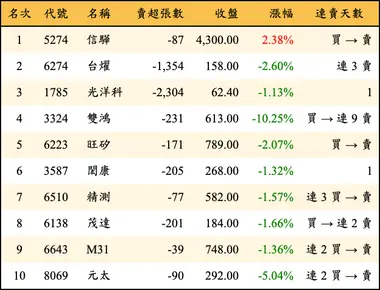 名次 代號 名稱 賣超張數 收盤 漲幅 連賣天數
1 5274 信驊 -87 4,300.00 2.38% 買→賣
2 6274 台燿 -1,354 158.00 -2.60% 連3賣
3 1785 光洋科 -2,304 62.40 -1.13% 1
4 3324 雙鴻 -231 613.00 -10.25% 買→連9賣
5 6223 旺矽 -171 789.00 -2.07% 買→賣
6 3587 閎康 -205 268.00 -1.32% 1
7 6510 精測 -77 582.00 -1.57% 連3買→賣
8 6138 茂達 -201 184.00 -1.66% 買→連2賣
9 6643 M31 -39 748.00 -1.36% 連2買→賣
10 8069 元太 -90 292.00 -5.04% 連2買→賣